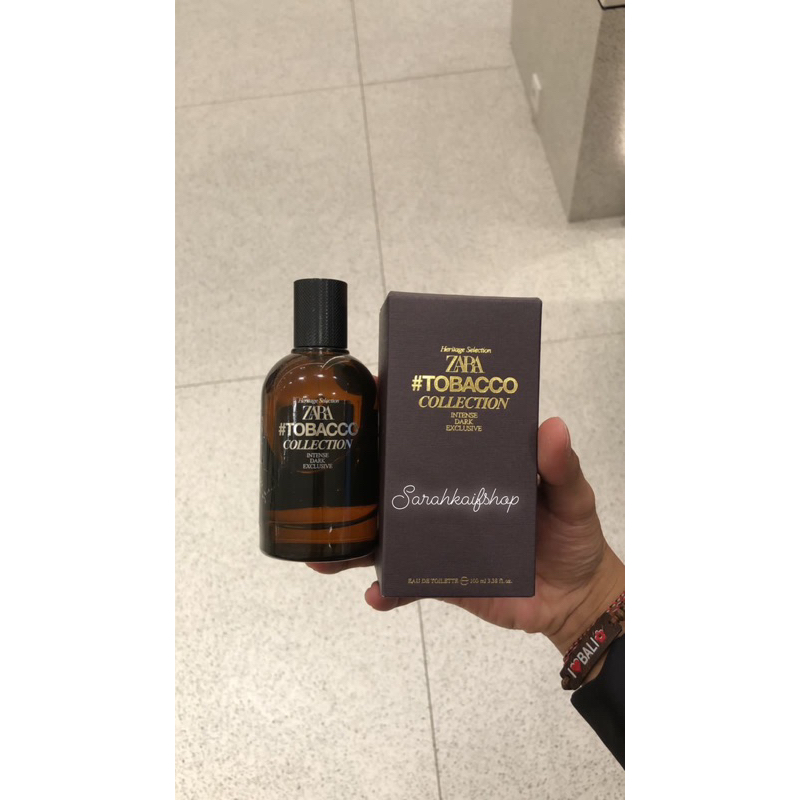 Heritage Selection
ZARA
#TOBACCO
COLLECTION
INTENSE
DARK
EXCLUSIVE
Heritage Selection
ZARA
#TOBACCO
COLLECTION
INTENSE
DARK
EXCLUSIVE
Sarahkaifshop
EAU DE TOILETTE 100 ml 3.38 fl. oz.
I ❤ BALI